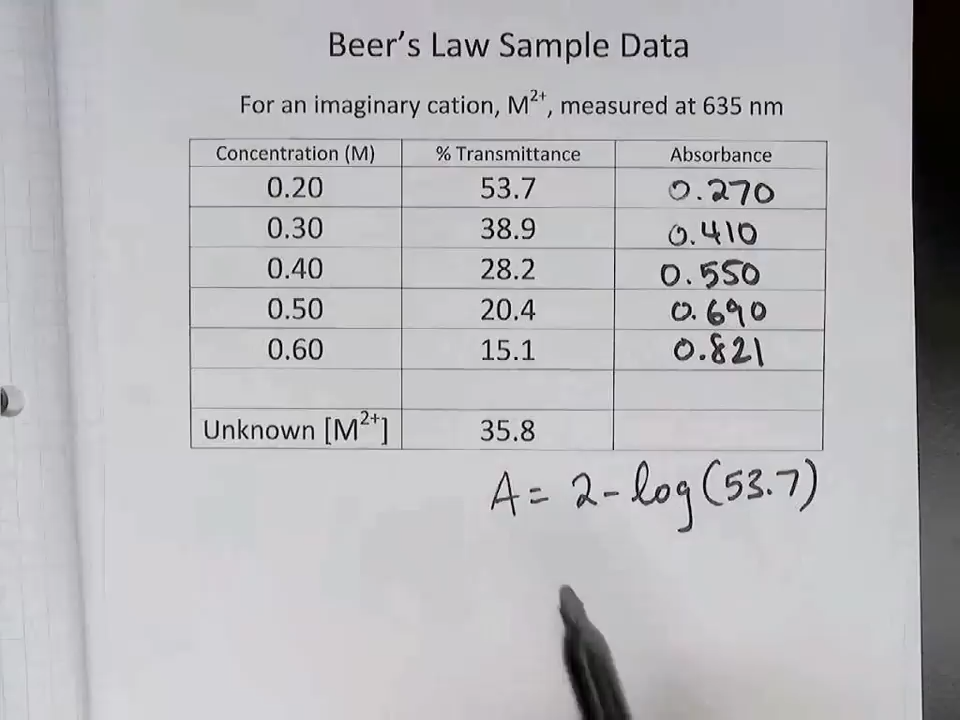 Beer's Law Sample Data
For an imaginary cation, M²⁺, measured at 635 nm
Concentration (M) % Transmittance Absorbance
0.20 53.7 0.270
0.30 38.9 0.410
0.40 28.2 0.550
0.50 20.4 0.690
0.60 15.1 0.821
Unknown [M²⁺] 35.8
A = 2 - log (53.7)